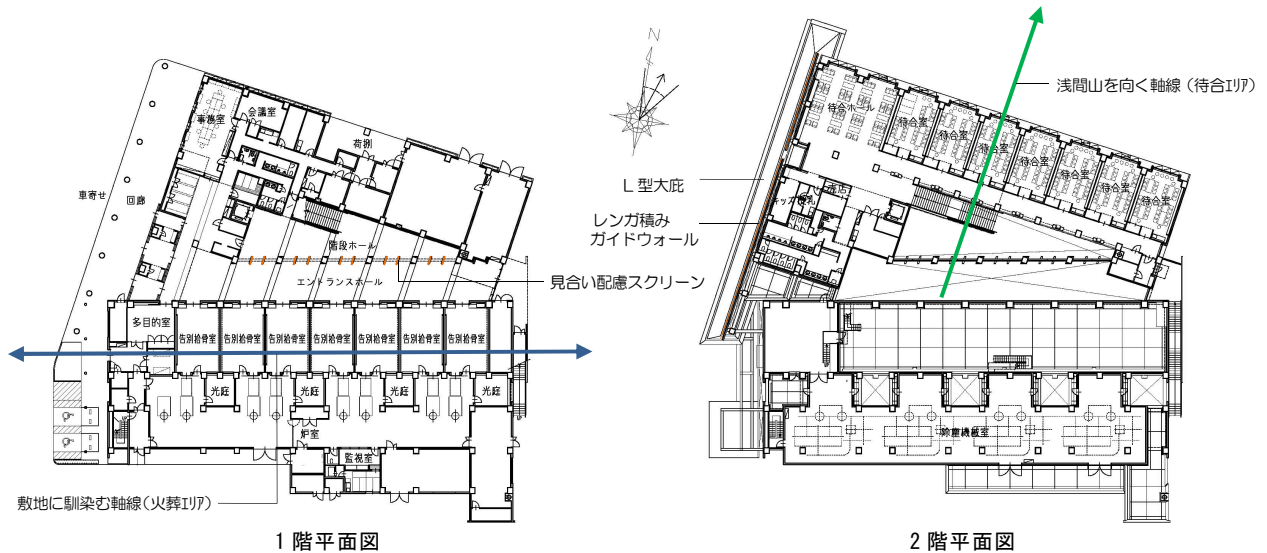 N
浅間山を向く軸線(待合エリア)
会議室
事務室
荷捌
車寄せ
回廊
階段ホール
エントランスホール
多目的室
告別拾骨室
告別拾骨室
告別拾骨室
告別拾骨室
告別拾骨室
告別拾骨室
告別拾骨室
光庭
光庭
光庭
光庭
炉室
監視室
敷地に馴染む軸線(火葬エリア)
1階平面図
L型大庇
レンガ積み
ガイドウォール
見合い配慮スクリーン
待合ホール
待合室
待合室
待合室
待合室
待合室
待合室
待合室
売店
除塵機械室
2階平面図